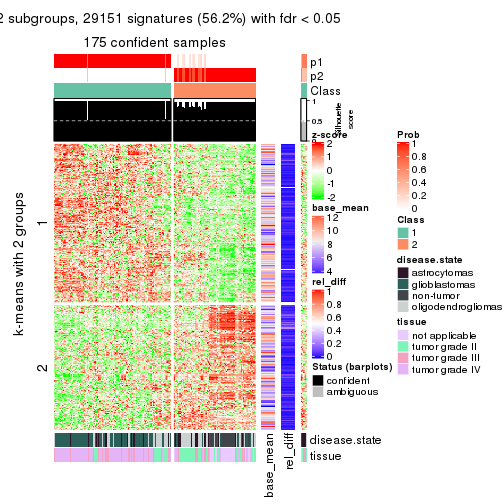 2 subgroups, 29151 signatures (56.2%) with fdr < 0.05
175 confident samples
p1
p2
Class
1
0.5
0
Silhouette
score
k-means with 2 groups
1
2
z-score
2
1
0
-1
-2
base_mean
12
10
8
6
4
rel_diff
1
0.8
0.6
0.4
0.2
0
Status (barplots)
confident
ambiguous
Prob
1
0.8
0.6
0.4
0.2
0
Class
1
2
disease.state
astrocytomas
glioblastomas
non-tumor
oligodendrogliomas
tissue
not applicable
tumor grade II
tumor grade III
tumor grade IV
disease.state
tissue
base_mean
rel_diff